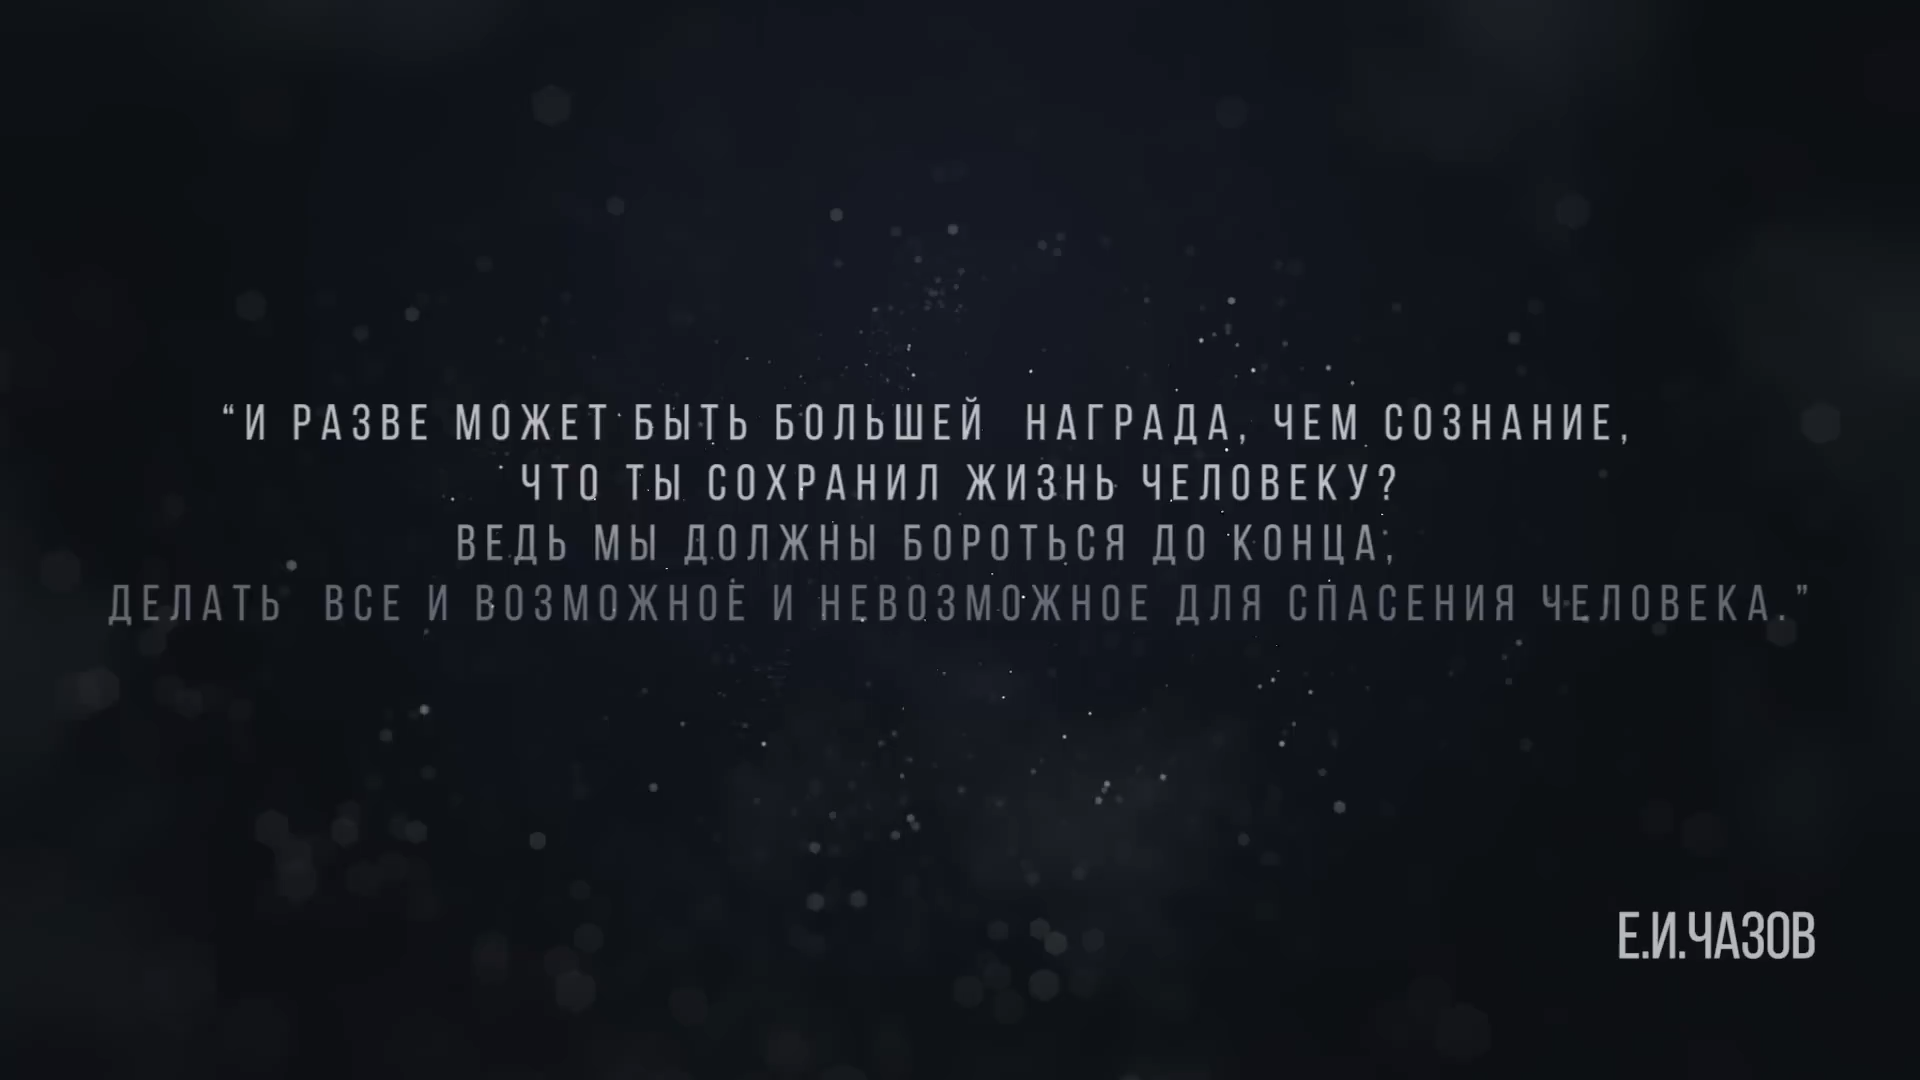 “И РАЗВЕ МОЖЕТ БЫТЬ БОЛЬШЕЙ НАГРАДА, ЧЕМ СОЗНАНИЕ,
ЧТО ТЫ СОХРАНИЛ ЖИЗНЬ ЧЕЛОВЕКУ?
ВЕДЬ МЫ ДОЛЖНЫ БОРОТЬСЯ ДО КОНЦА,
ДЕЛАТЬ ВСЕ И ВОЗМОЖНОЕ И НЕВОЗМОЖНОЕ ДЛЯ СПАСЕНИЯ ЧЕЛОВЕКА.”
Е.И.ЧАЗОВ